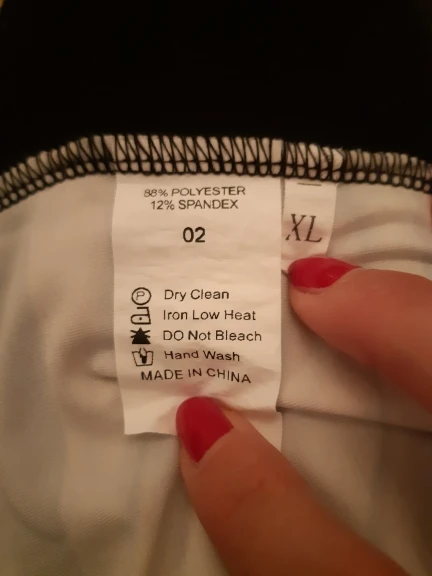 88% POLYESTER
12% SPANDEX
02
XL
P Dry Clean
Iron Low Heat
DO Not Bleach
Hand Wash
MADE IN CHINA